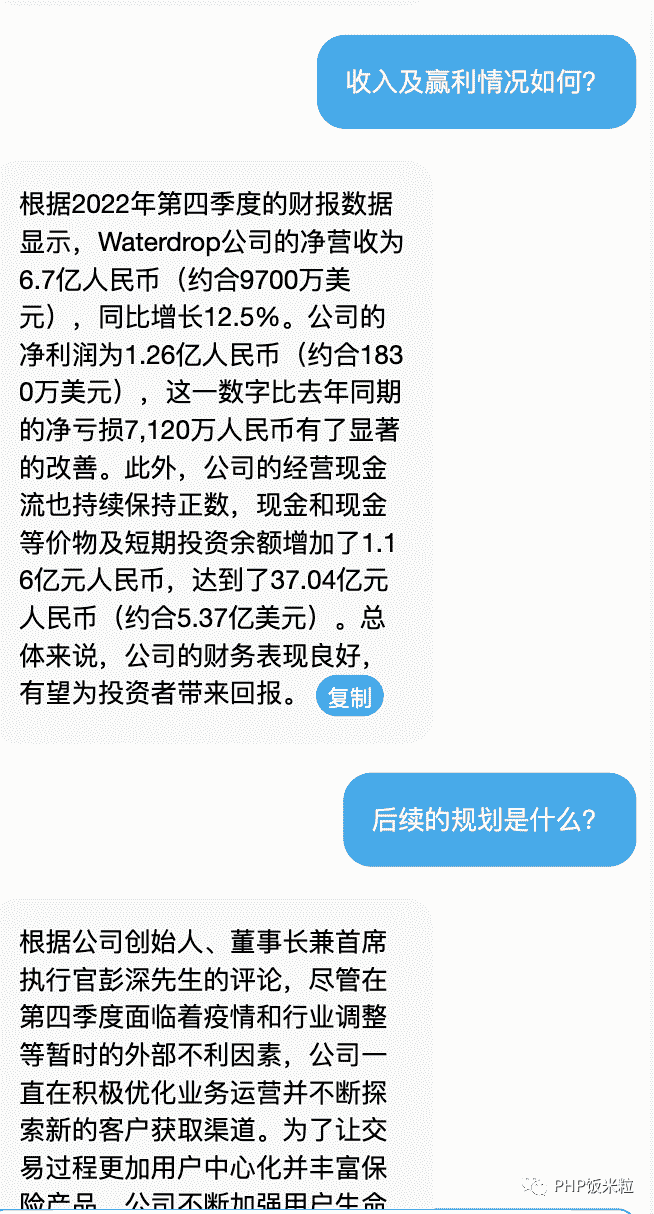 收入及赢利情况如何？
根据2022年第四季度的财报数据
显示，Waterdrop公司的净营收为
6.7亿人民币（约合9700万美
元），同比增长12.5%。公司的
净利润为1.26亿人民币（约合183
0万美元），这一数字比去年同期
的净亏损7,120万人民币有了显著
的改善。此外，公司的经营现金
流也持续保持正数，现金和现金
等价物及短期投资余额增加了1.1
6亿元人民币，达到了37.04亿元
人民币（约合5.37亿美元）。总
体来说，公司的财务表现良好，
有望为投资者带来回报。 复制
后续的规划是什么？
根据公司创始人、董事长兼首席
执行官彭深先生的评论，尽管在
第四季度面临着疫情和行业调整
等暂时的外部不利因素，公司一
直在积极优化业务运营并不断探
索新的客户获取渠道。为了让交
易过程更加用户中心化并丰富保
险产品，公司不断加强用户生命
PHP饭米粒